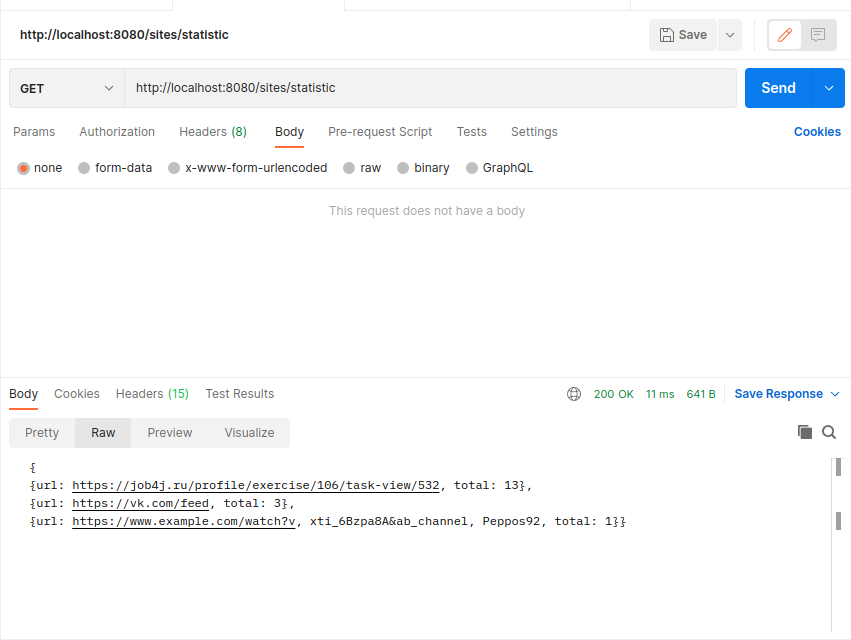 http://localhost:8080/sites/statistic
Save
GET
http://localhost:8080/sites/statistic
Send
Params Authorization Headers (8) Body Pre-request Script Tests Settings Cookies
none form-data x-www-form-urlencoded raw binary GraphQL
This request does not have a body
Body Cookies Headers (15) Test Results 200 OK 11 ms 641 B Save Response
Pretty Raw Preview Visualize
{
{url: https://job4j.ru/profile/exercise/106/task-view/532, total: 13},
{url: https://vk.com/feed, total: 3},
{url: https://www.example.com/watch?v, xti_6Bzpa8A&ab_channel, Peppos92, total: 1}}